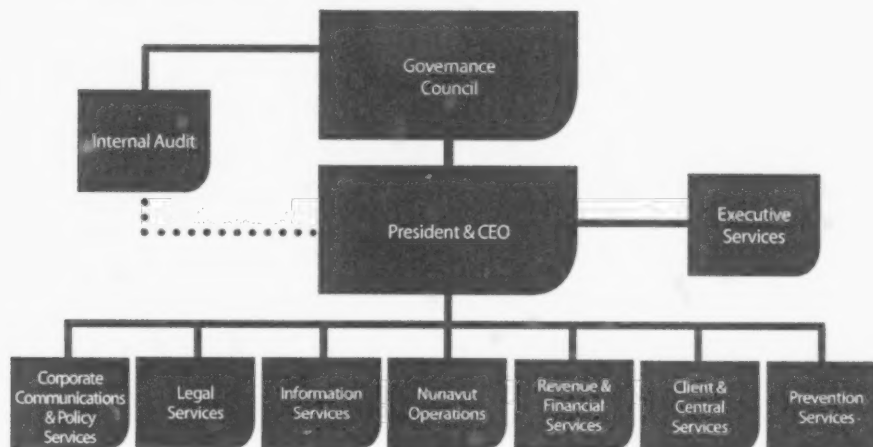 Governance
Council
Internal Audit
President & CEO
Executive
Services
Corporate
Communications
& Policy
Services
Legal
Services
Information
Services
Nunavut
Operations
Revenue &
Financial Services
Client &
Central
Services
Prevention
Services